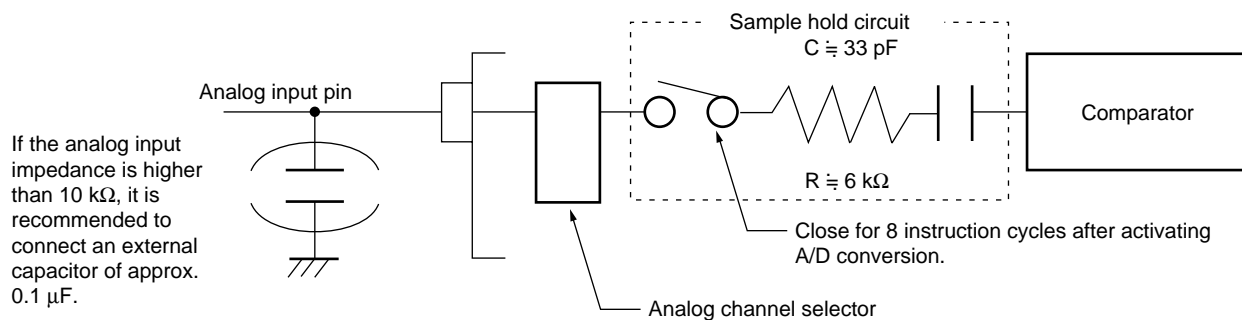 Sample hold circuit
C ≒ 33 pF
Analog input pin
Comparator
If the analog input
impedance is higher
than 10 kΩ, it is
recommended to
connect an external
capacitor of approx.
0.1 µF.
R ≒ 6 kΩ
Close for 8 instruction cycles after activating
A/D conversion.
Analog channel selector